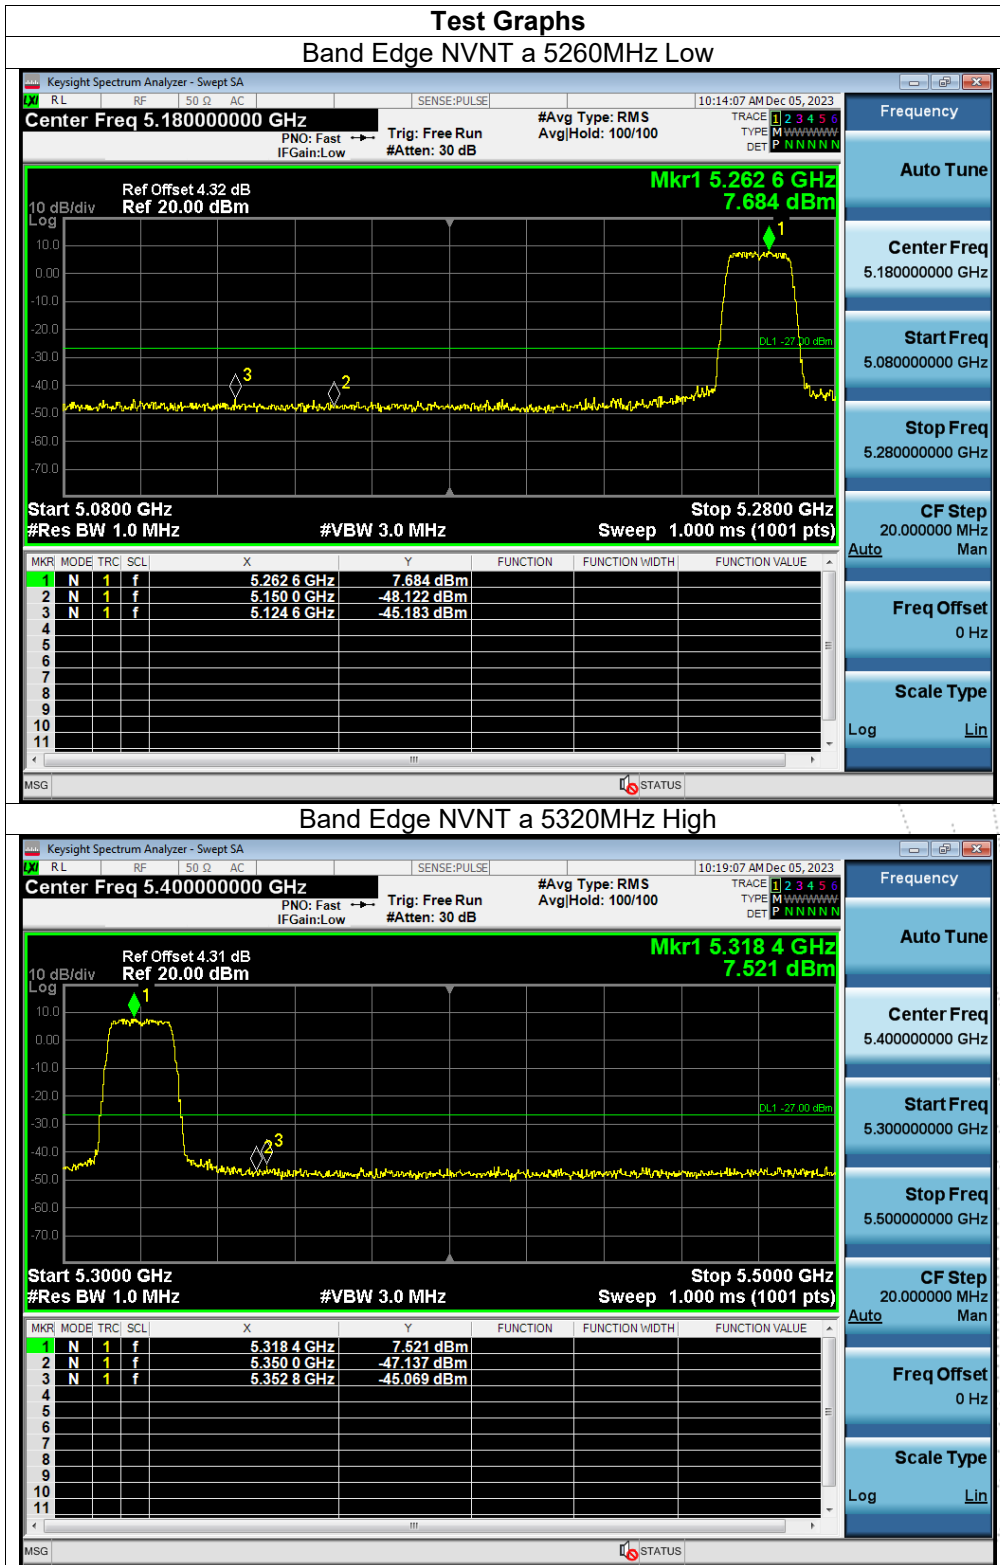 Test Graphs
Band Edge NVNT a 5260MHz Low
Keysight Spectrum Analyzer - Swept SA
LXI RL RF 50 Ω AC SENSE:PULSE 10:14:07 AM Dec 05, 2023
Center Freq 5.180000000 GHz #Avg Type: RMS TRACE 1 2 3 4 5 6
PNO: Fast Trig: Free Run Avg|Hold: 100/100 TYPE M WWWWW
IFGain:Low #Atten: 30 dB DET P N N N N N
Frequency
Auto Tune
Center Freq
5.180000000 GHz
Start Freq
5.080000000 GHz
Stop Freq
5.280000000 GHz
CF Step
20.000000 MHz
Auto Man
Freq Offset
0 Hz
Scale Type
Log Lin
Mkr1 5.262 6 GHz
7.684 dBm
Ref Offset 4.32 dB
10 dB/div Ref 20.00 dBm
Log
10.0
0.00
-10.0
-20.0
-30.0
-40.0
-50.0
-60.0
-70.0
1
DL1 -27.00 dBm
3
2
Start 5.0800 GHz Stop 5.2800 GHz
#Res BW 1.0 MHz #VBW 3.0 MHz Sweep 1.000 ms (1001 pts)
MKR MODE TRC SCL X Y FUNCTION FUNCTION WIDTH FUNCTION VALUE
1 N 1 f 5.262 6 GHz 7.684 dBm
2 N 1 f 5.150 0 GHz -48.122 dBm
3 N 1 f 5.124 6 GHz -45.183 dBm
4
5
6
7
8
9
10
11
MSG STATUS
Band Edge NVNT a 5320MHz High
Keysight Spectrum Analyzer - Swept SA
LXI RL RF 50 Ω AC SENSE:PULSE 10:19:07 AM Dec 05, 2023
Center Freq 5.400000000 GHz #Avg Type: RMS TRACE 1 2 3 4 5 6
PNO: Fast Trig: Free Run Avg|Hold: 100/100 TYPE M WWWWW
IFGain:Low #Atten: 30 dB DET P N N N N N
Frequency
Auto Tune
Center Freq
5.400000000 GHz
Start Freq
5.300000000 GHz
Stop Freq
5.500000000 GHz
CF Step
20.000000 MHz
Auto Man
Freq Offset
0 Hz
Scale Type
Log Lin
Mkr1 5.318 4 GHz
7.521 dBm
Ref Offset 4.31 dB
10 dB/div Ref 20.00 dBm
Log
10.0
0.00
-10.0
-20.0
-30.0
-40.0
-50.0
-60.0
-70.0
1
DL1 -27.00 dBm
2 3
Start 5.3000 GHz Stop 5.5000 GHz
#Res BW 1.0 MHz #VBW 3.0 MHz Sweep 1.000 ms (1001 pts)
MKR MODE TRC SCL X Y FUNCTION FUNCTION WIDTH FUNCTION VALUE
1 N 1 f 5.318 4 GHz 7.521 dBm
2 N 1 f 5.350 0 GHz -47.137 dBm
3 N 1 f 5.352 8 GHz -45.069 dBm
4
5
6
7
8
9
10
11
MSG STATUS